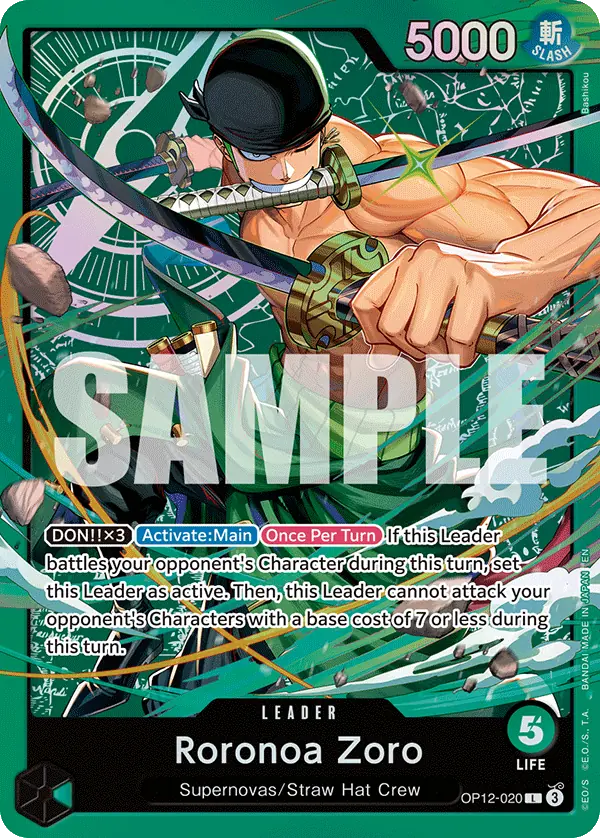 5000 斬
SLASH
Bashikou
SAMPLE
DON!!×3 Activate:Main Once Per Turn If this Leader
battles your opponent's Character during this turn, set
this Leader as active. Then, this Leader cannot attack your
opponent's Characters with a base cost of 7 or less during
this turn.
LEADER
Roronoa Zoro
Supernovas/Straw Hat Crew
5
LIFE
OP12-020 L 3
©EO/S ©E.O./S., T.A. BANDAI MADE IN JAPAN EN